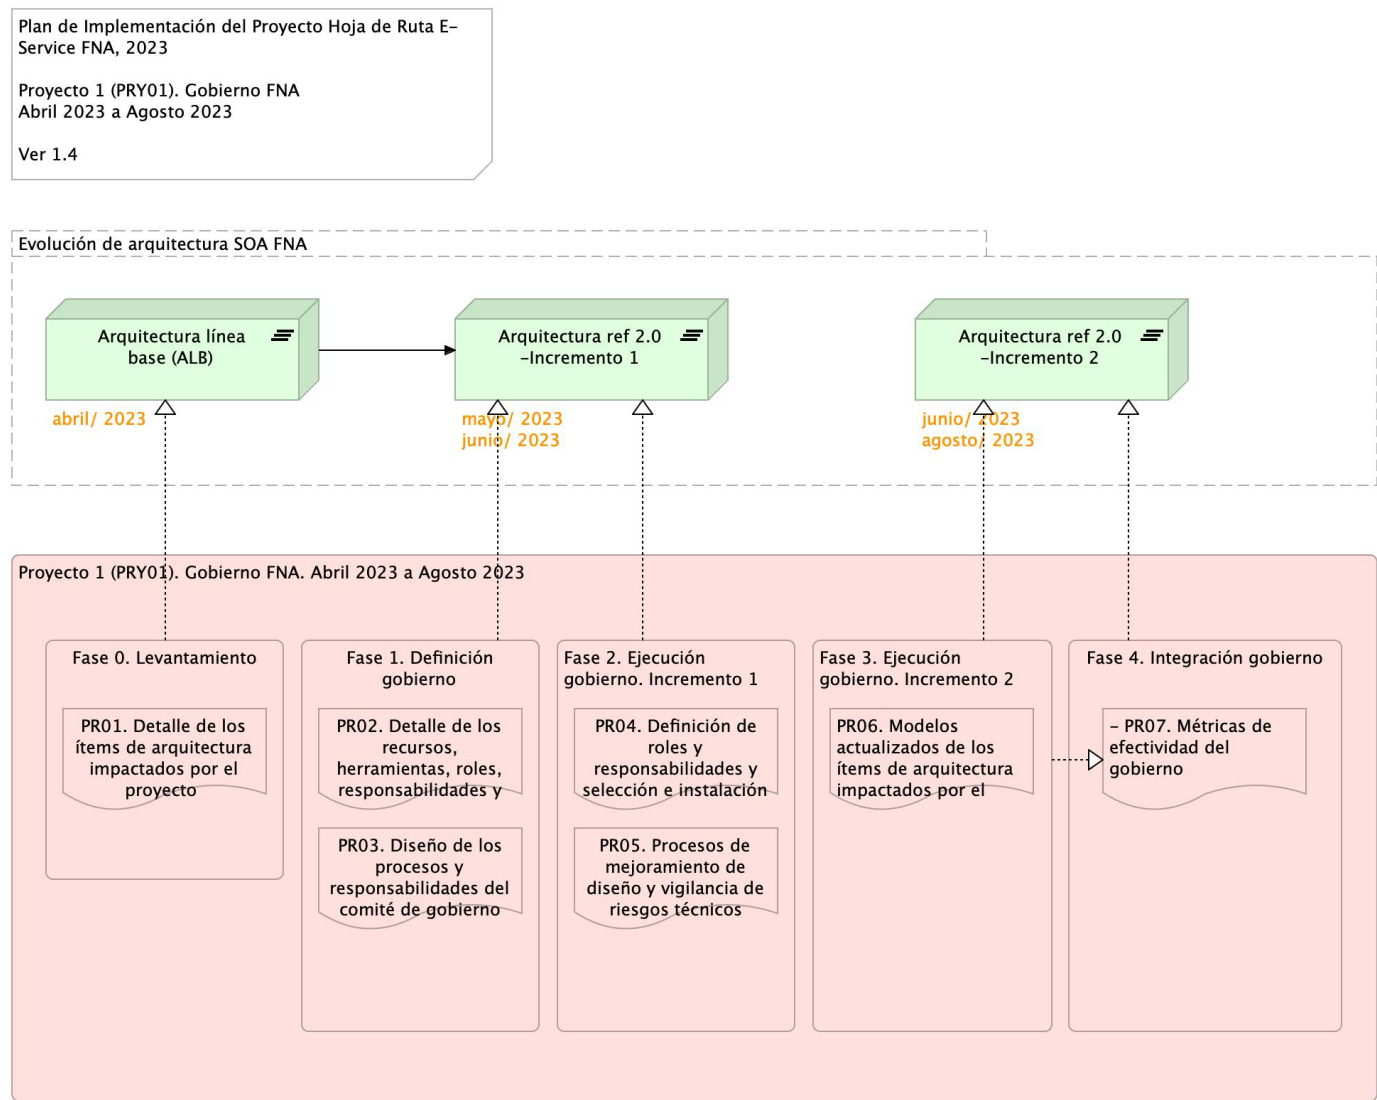 Plan de Implementación del Proyecto Hoja de Ruta E-
Service FNA, 2023
Proyecto 1 (PRY01). Gobierno FNA
Abril 2023 a Agosto 2023
Ver 1.4
Evolución de arquitectura SOA FNA
Arquitectura línea
base (ALB)
abril/ 2023
Arquitectura ref 2.0
-Incremento 1
mayo/ 2023
junio/ 2023
Arquitectura ref 2.0
-Incremento 2
junio/ 2023
agosto/ 2023
Proyecto 1 (PRY01). Gobierno FNA. Abril 2023 a Agosto 2023
Fase 0. Levantamiento
PR01. Detalle de los
ítems de arquitectura
impactados por el
proyecto
Fase 1. Definición
gobierno
PR02. Detalle de los
recursos,
herramientas, roles,
responsabilidades y
PR03. Diseño de los
procesos y
responsabilidades del
comité de gobierno
Fase 2. Ejecución
gobierno. Incremento 1
PR04. Definición de
roles y
responsabilidades y
selección e instalación
PR05. Procesos de
mejoramiento de
diseño y vigilancia de
riesgos técnicos
Fase 3. Ejecución
gobierno. Incremento 2
PR06. Modelos
actualizados de los
ítems de arquitectura
impactados por el
Fase 4. Integración gobierno
- PR07. Métricas de
efectividad del
gobierno